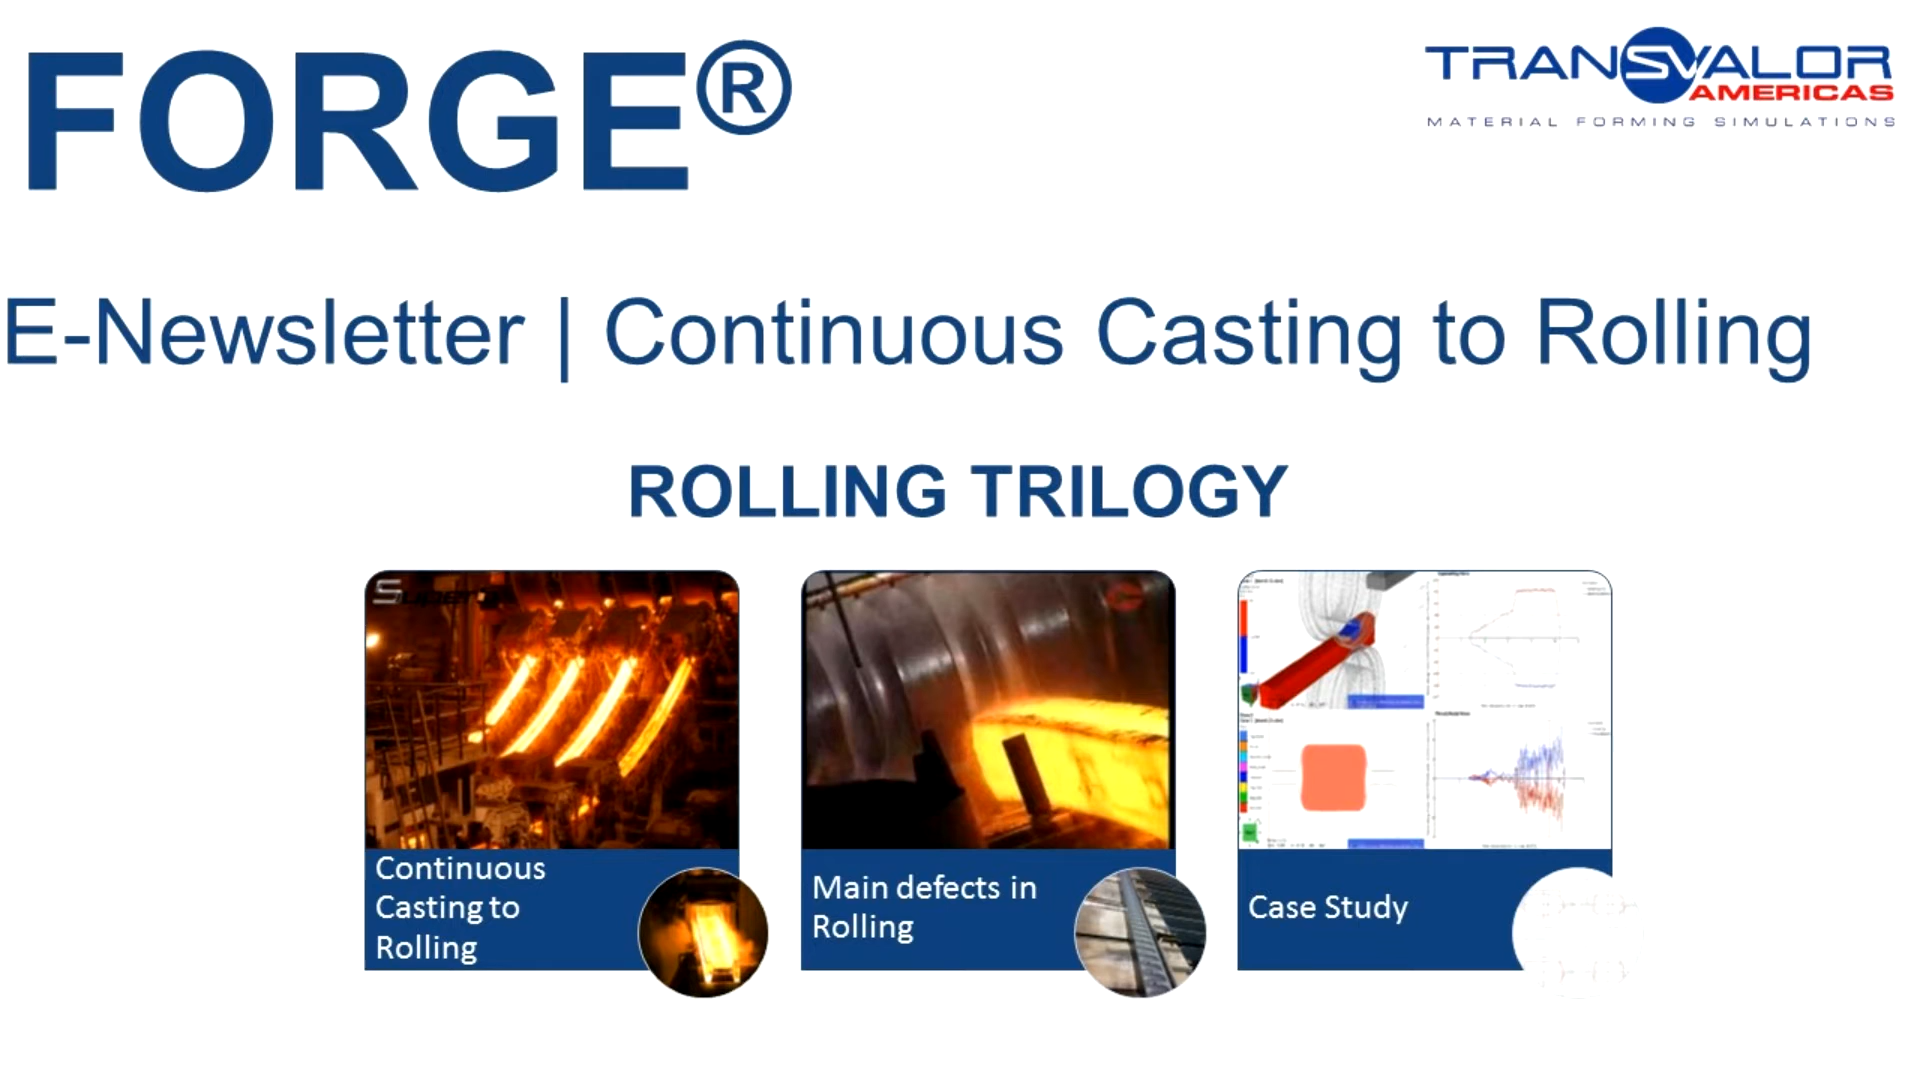 FORGE®
TRANSVALOR
AMERICAS
MATERIAL FORMING SIMULATIONS
E-Newsletter | Continuous Casting to Rolling
ROLLING TRILOGY
Continuous
Casting to
Rolling
Main defects in
Rolling
Case Study